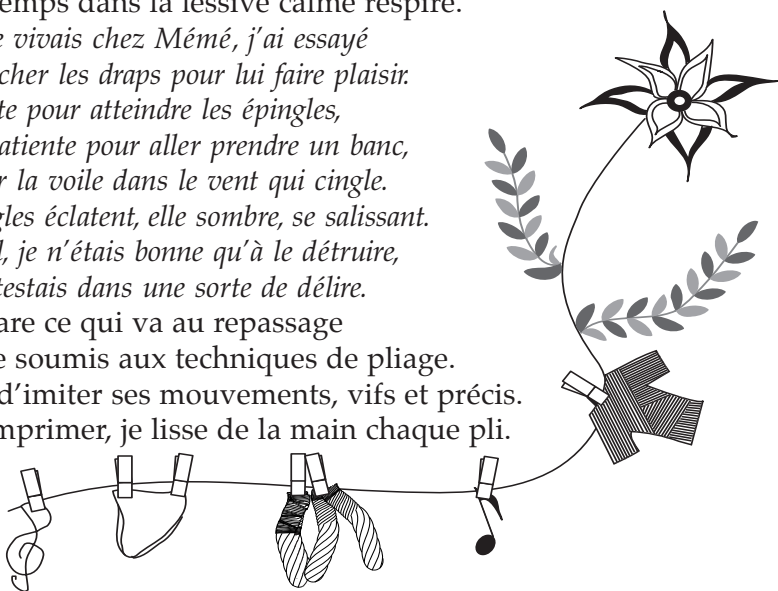 temps dans la lessive calme respire.
e vivais chez Mémé, j’ai essayé
cher les draps pour lui faire plaisir.
te pour atteindre les épingles,
atiente pour aller prendre un banc,
r la voile dans le vent qui cingle.
gles éclatent, elle sombre, se salissant.
l, je n’étais bonne qu’à le détruire,
testais dans une sorte de délire.
are ce qui va au repassage
e soumis aux techniques de pliage.
d’imiter ses mouvements, vifs et précis.
mprimer, je lisse de la main chaque pli.